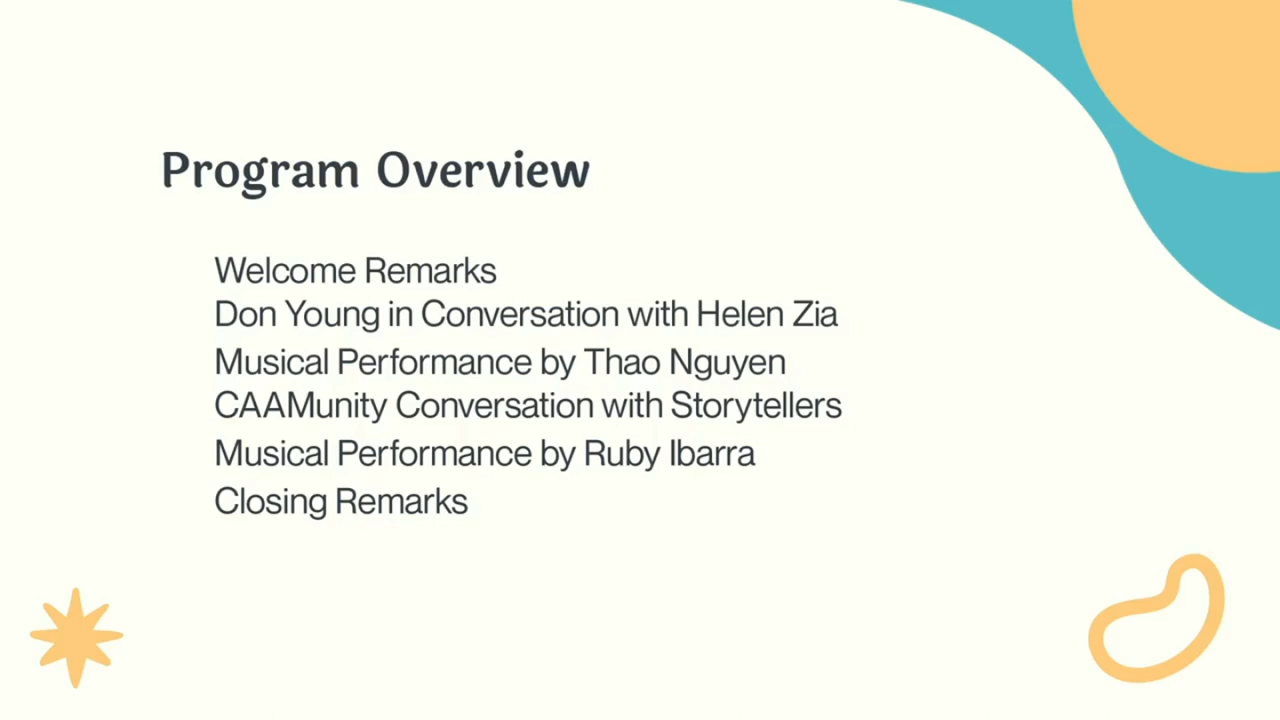 Program Overview
Welcome Remarks
Don Young in Conversation with Helen Zia
Musical Performance by Thao Nguyen
CAAMunity Conversation with Storytellers
Musical Performance by Ruby Ibarra
Closing Remarks